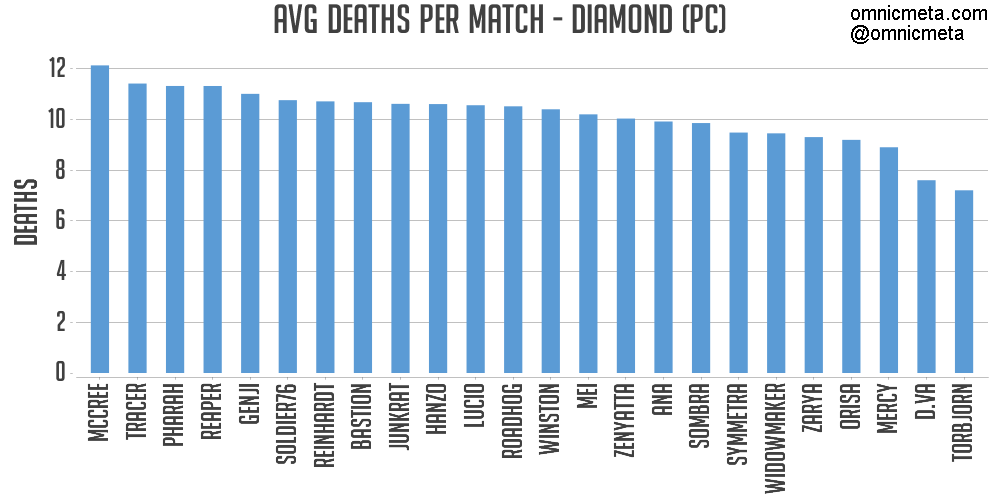 AVG DEATHS PER MATCH - DIAMOND (PC)
omnicmeta.com
@omnicmeta
DEATHS
12
10
8
6
4
2
0
MCCREE
TRACER
PHARAH
REAPER
GENJI
SOLDIER76
REINHARDT
BASTION
JUNKRAT
HANZO
LUCIO
ROADHOG
WINSTON
MEI
ZENYATTA
ANA
SOMBRA
SYMMETRA
WIDOWMAKER
ZARYA
ORISA
MERCY
D.VA
TORBJORN